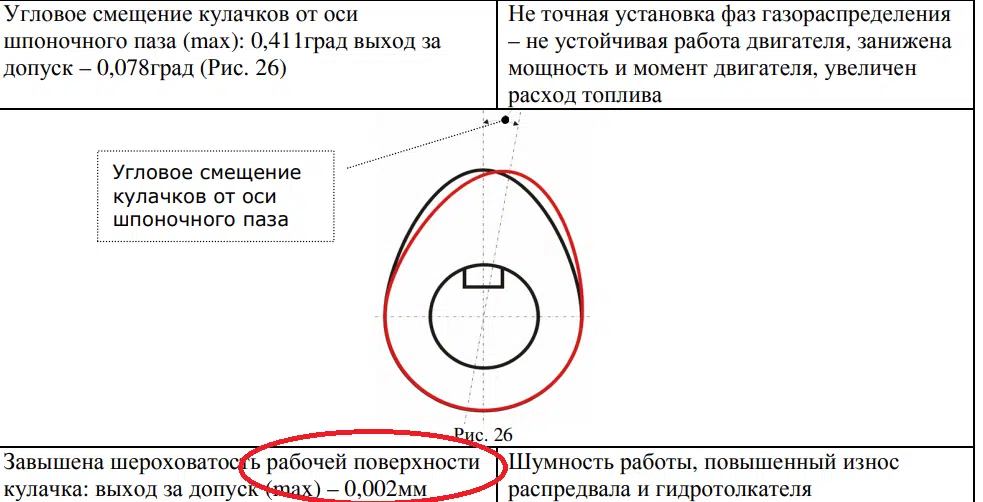 Угловое смещение кулачков от оси
шпоночного паза (max): 0,411град выход за
допуск – 0,078град (Рис. 26)
Не точная установка фаз газораспределения
– не устойчивая работа двигателя, занижена
мощность и момент двигателя, увеличен
расход топлива
Угловое смещение
кулачков от оси
шпоночного паза
Рис. 26
Завышена шероховатость рабочей поверхности
кулачка: выход за допуск (max) – 0,002мм
Шумность работы, повышенный износ
распредвала и гидротолкателя